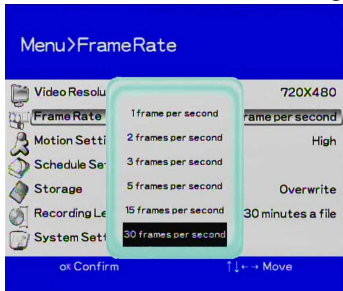 Menu>FrameRate
Video Resolu
720X480
Frame Rate
rame per second
Motion Setti
High
Schedule Se
Storage
Overwrite
Recording Le
30 minutes a file
System Sett
1 frame per second
2 frames per second
3 frames per second
5 frames per second
15 frames per second
30 frames per second
OK Confirm
↑↓←→ Move